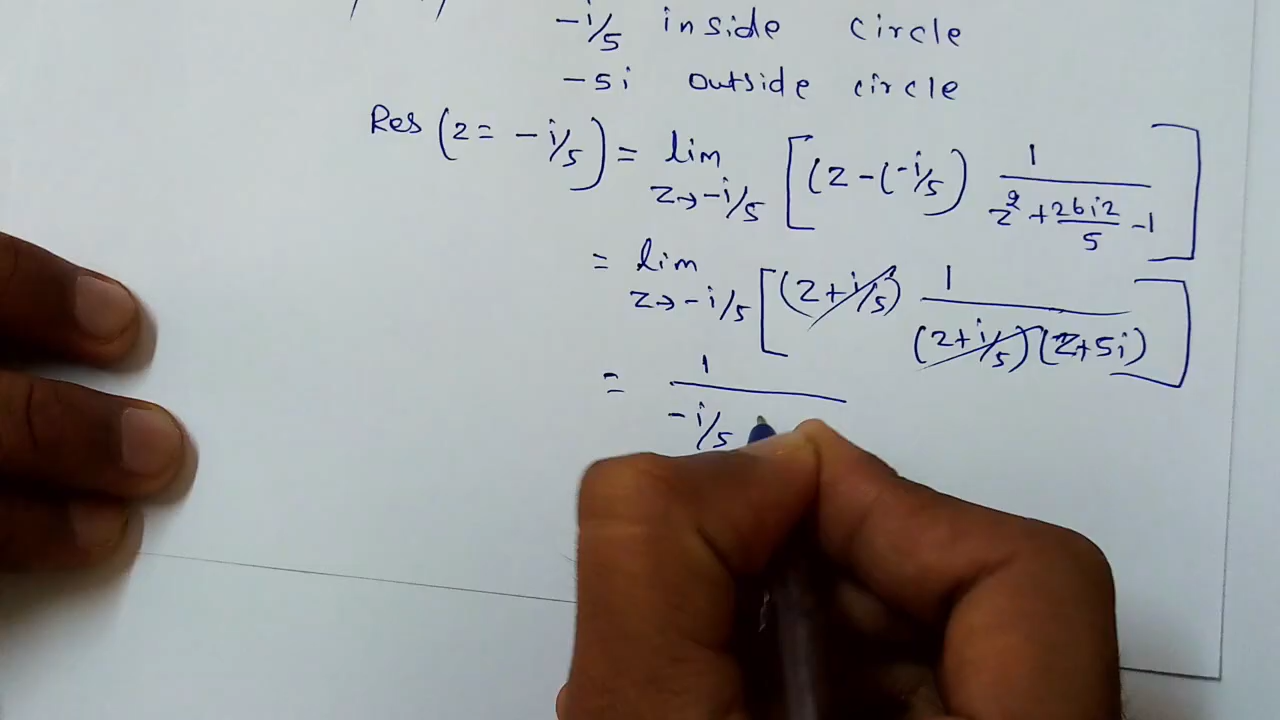 -i/5 inside circle
-5i outside circle
Res (z = -i/5) = lim z→-i/5 [(z-(-i/5) 1/(z² + 26iz/5 - 1)]
= lim z→-i/5 [(z+i/5) 1/((z+i/5)(z+5i))]
= 1/(-i/5